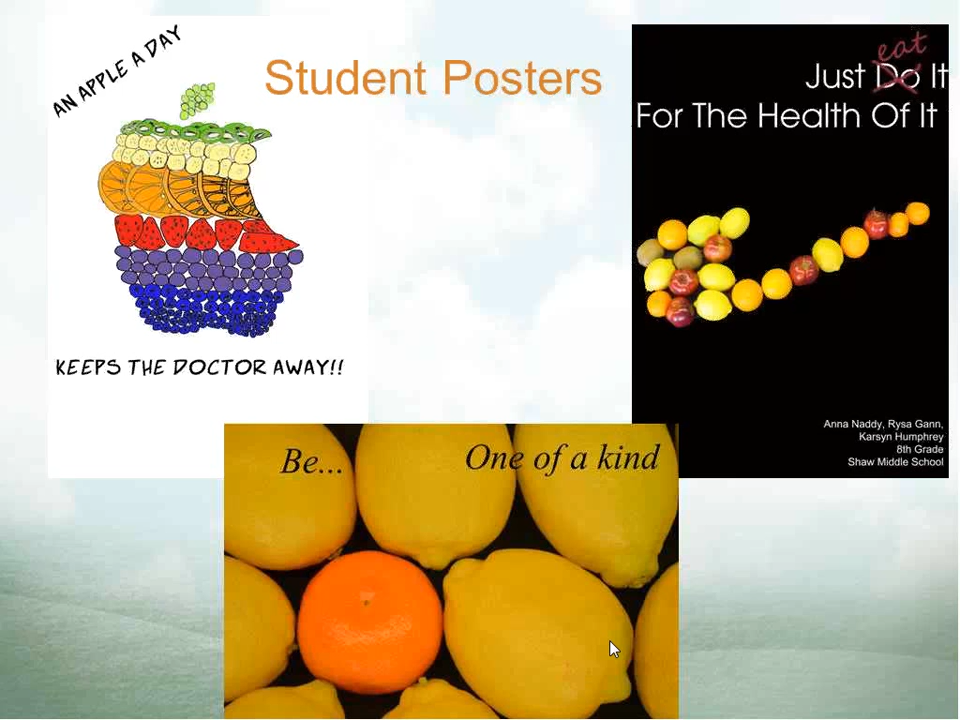 Student Posters
AN APPLE A DAY
KEEPS THE DOCTOR AWAY!!
eat
Just Do It
For The Health Of It
Anna Naddy, Rysa Gann,
Karsyn Humphrey
8th Grade
Shaw Middle School
Be...
One of a kind